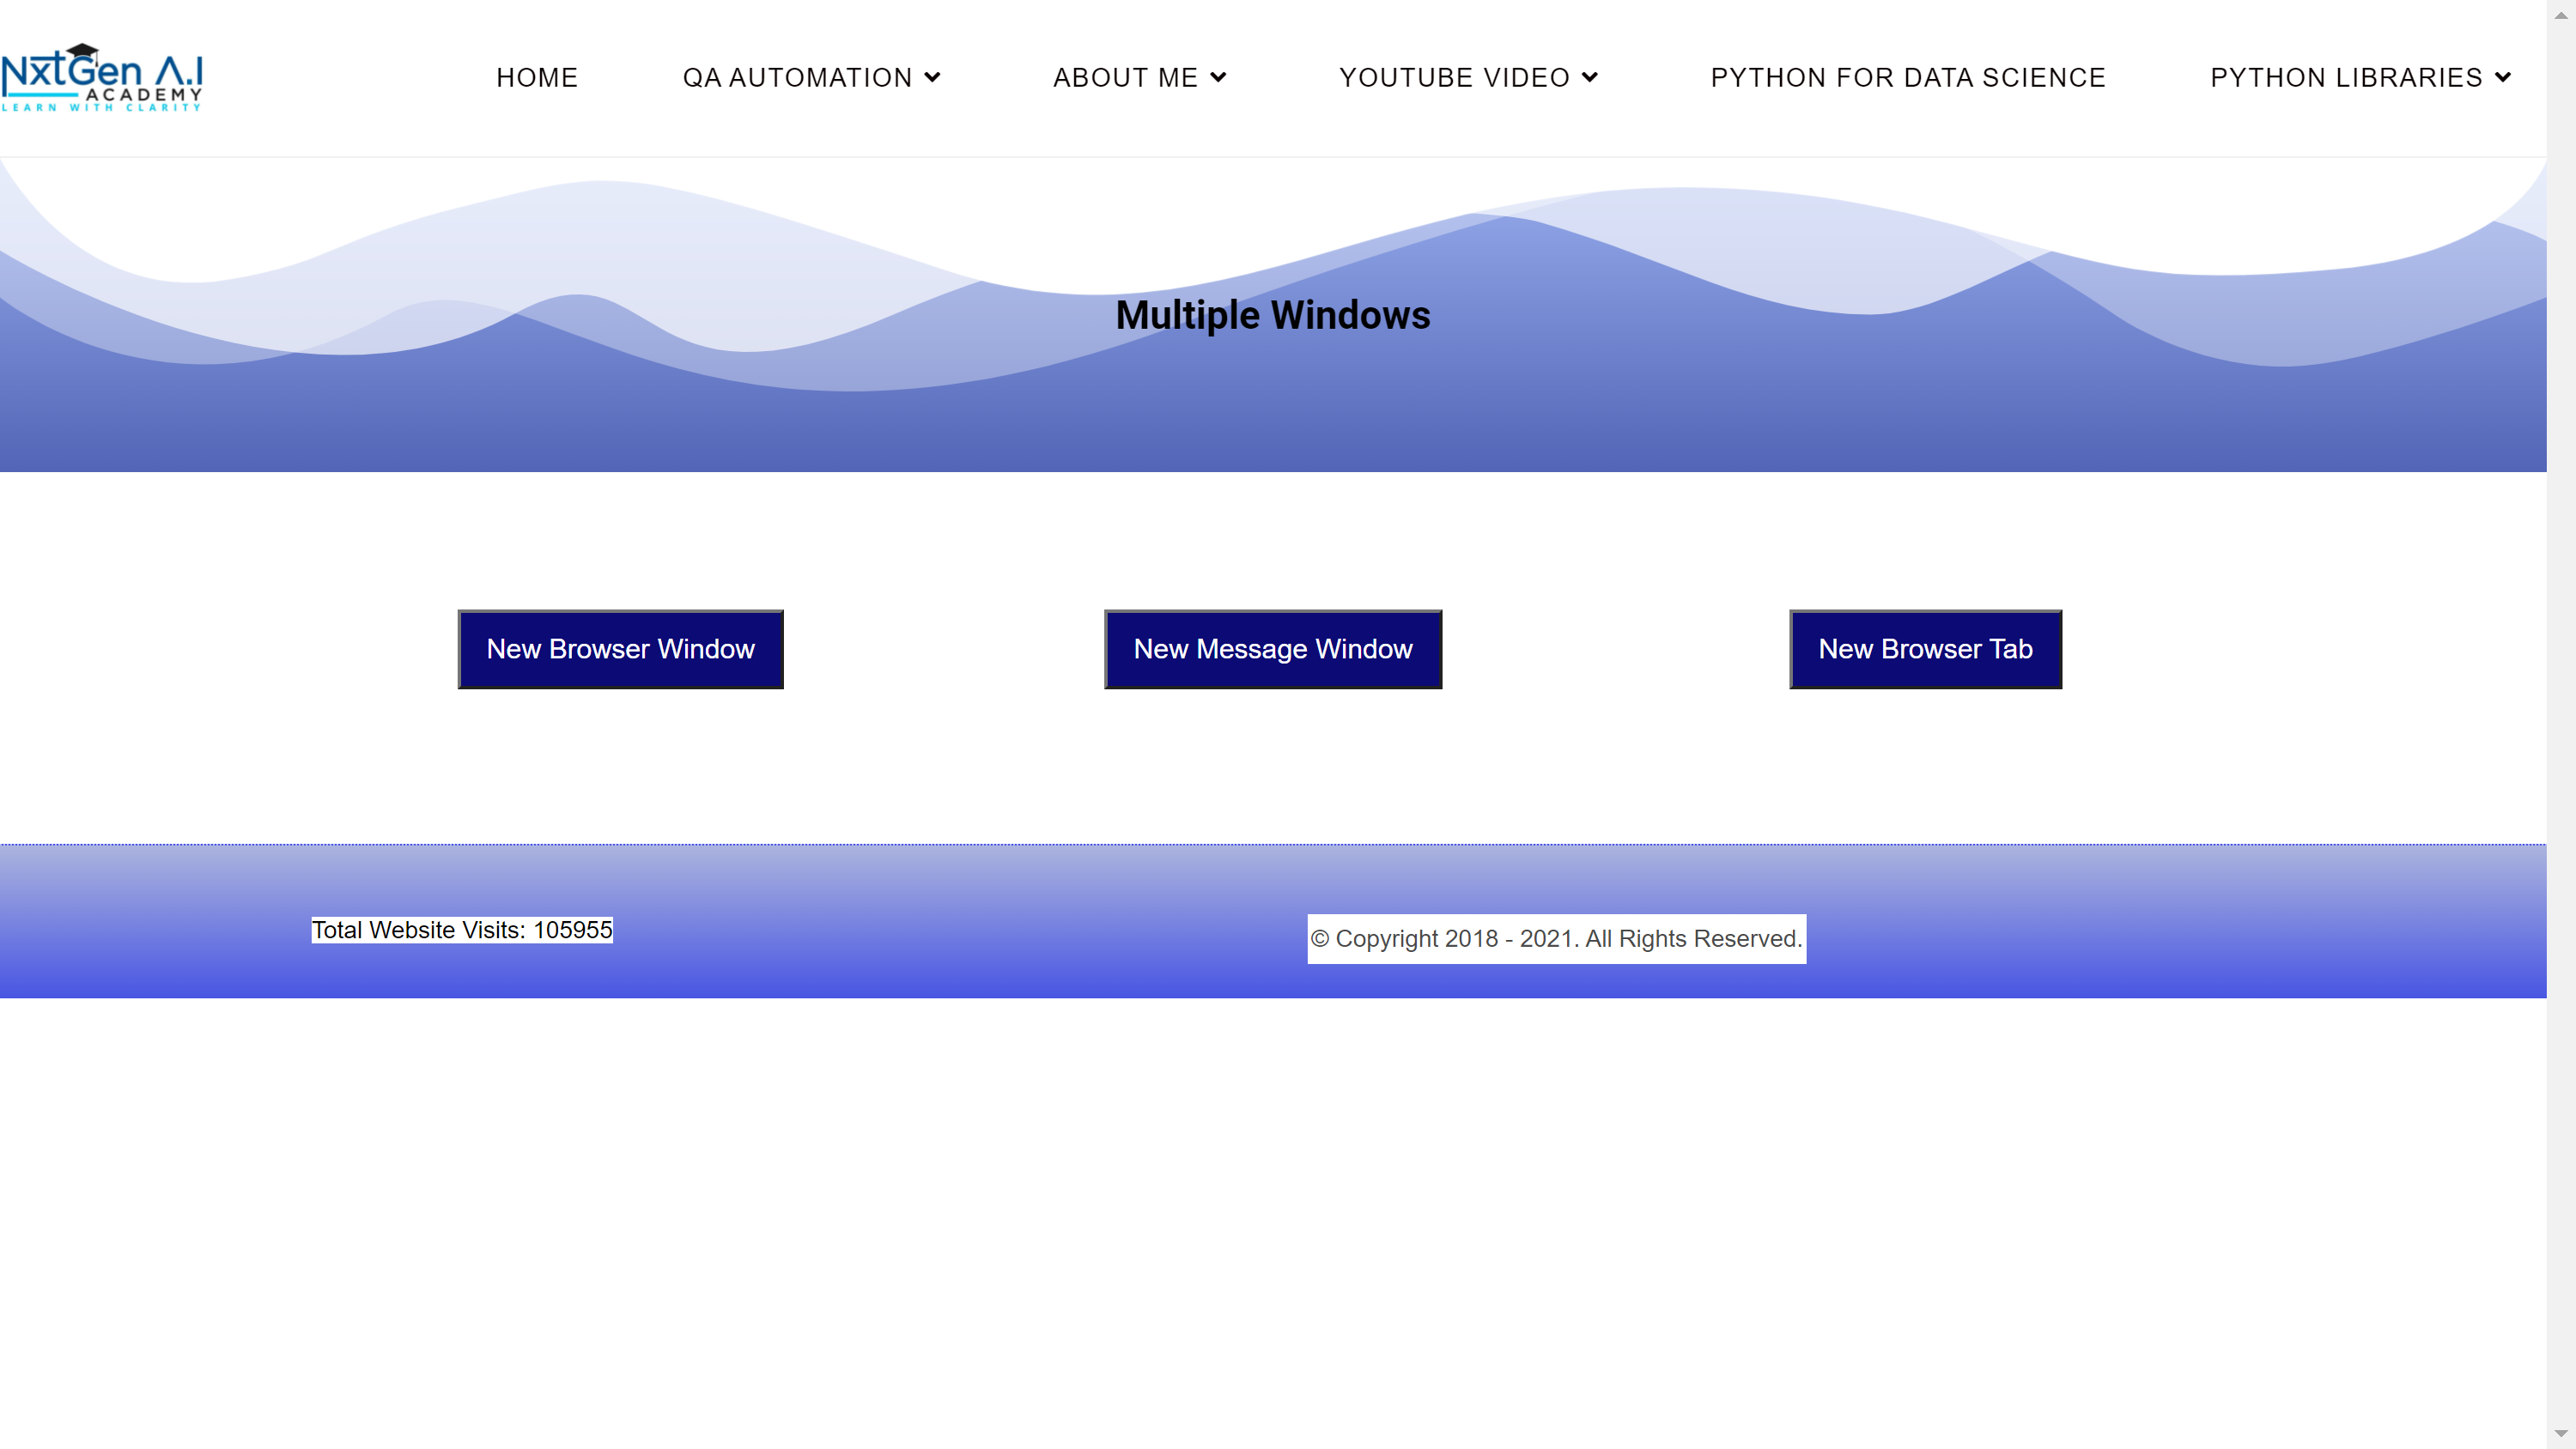 NxtGen A.I
ACADEMY
LEARN WITH CLARITY
HOME
QA AUTOMATION
ABOUT ME
YOUTUBE VIDEO
PYTHON FOR DATA SCIENCE
PYTHON LIBRARIES
Multiple Windows
New Browser Window
New Message Window
New Browser Tab
Total Website Visits: 105955
© Copyright 2018 - 2021. All Rights Reserved.